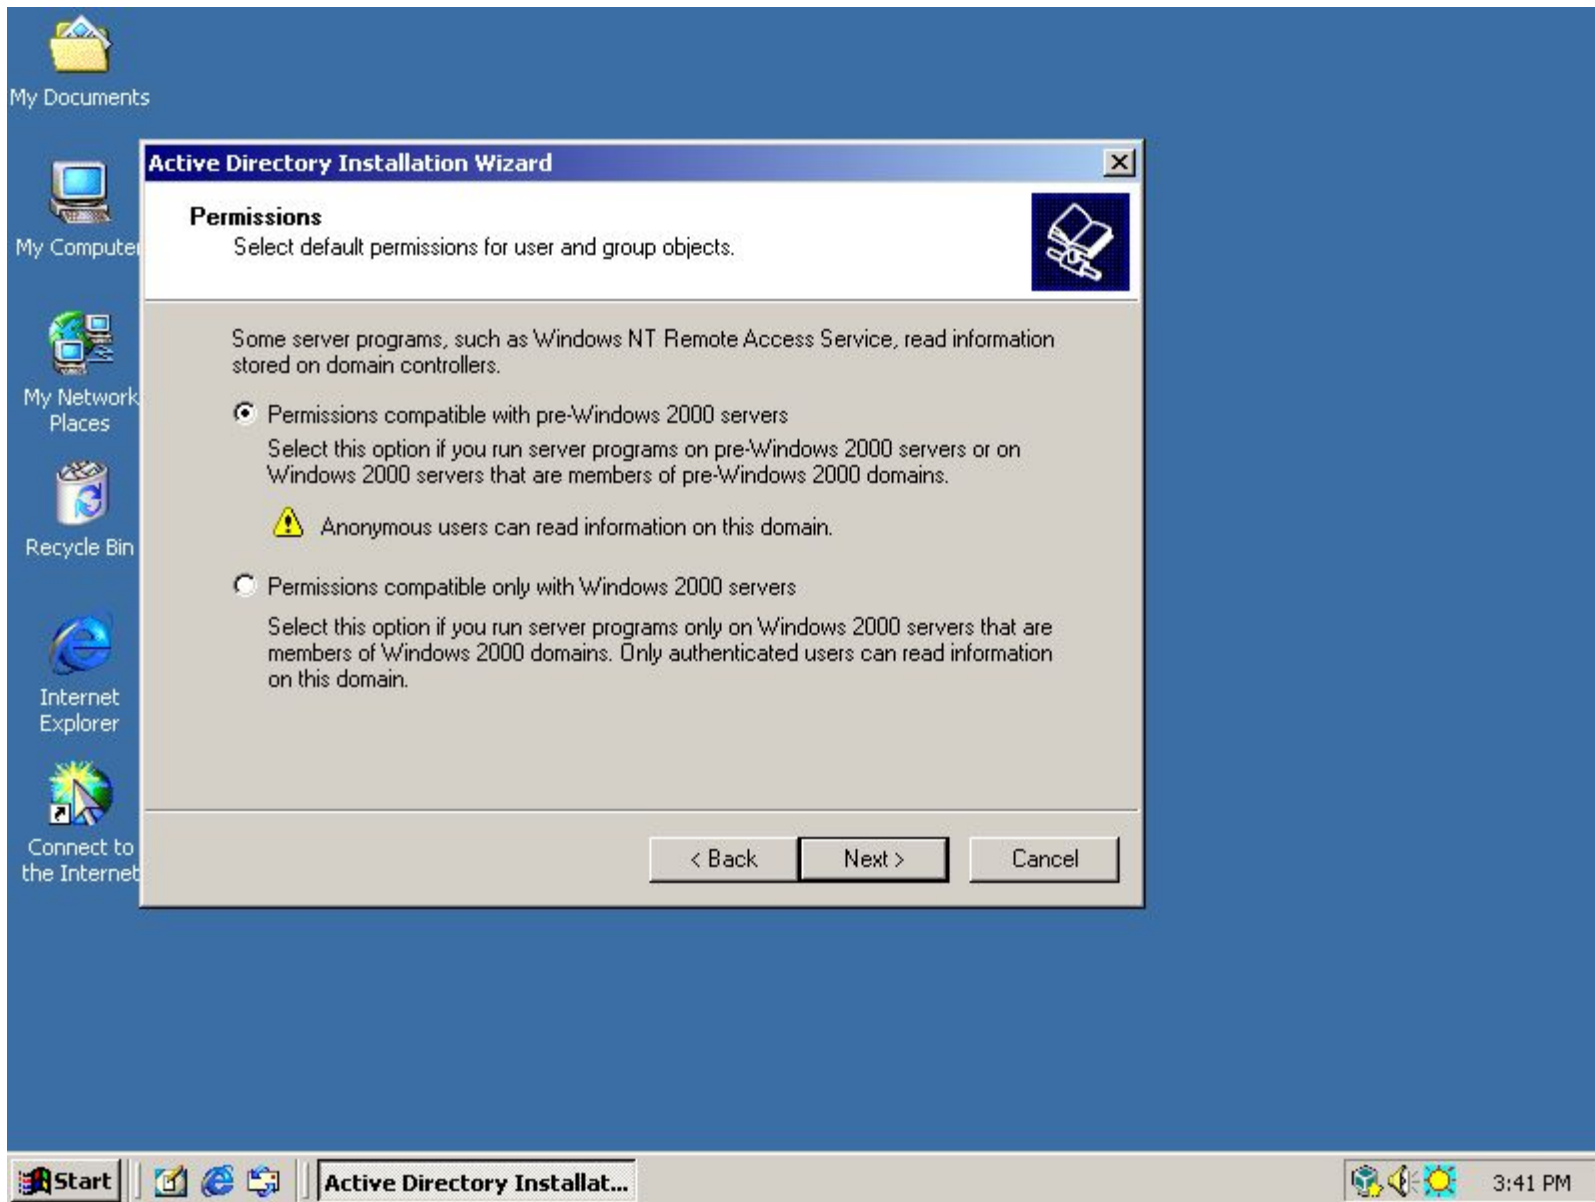 My Documents
My Computer
My Network
Places
Recycle Bin
Internet
Explorer
Connect to
the Internet
Active Directory Installation Wizard
Permissions
Select default permissions for user and group objects.
Some server programs, such as Windows NT Remote Access Service, read information
stored on domain controllers.
Permissions compatible with pre-Windows 2000 servers
Select this option if you run server programs on pre-Windows 2000 servers or on
Windows 2000 servers that are members of pre-Windows 2000 domains.
Anonymous users can read information on this domain.
Permissions compatible only with Windows 2000 servers
Select this option if you run server programs only on Windows 2000 servers that are
members of Windows 2000 domains. Only authenticated users can read information
on this domain.
< Back
Next >
Cancel
Start
Active Directory Installat...
3:41 PM